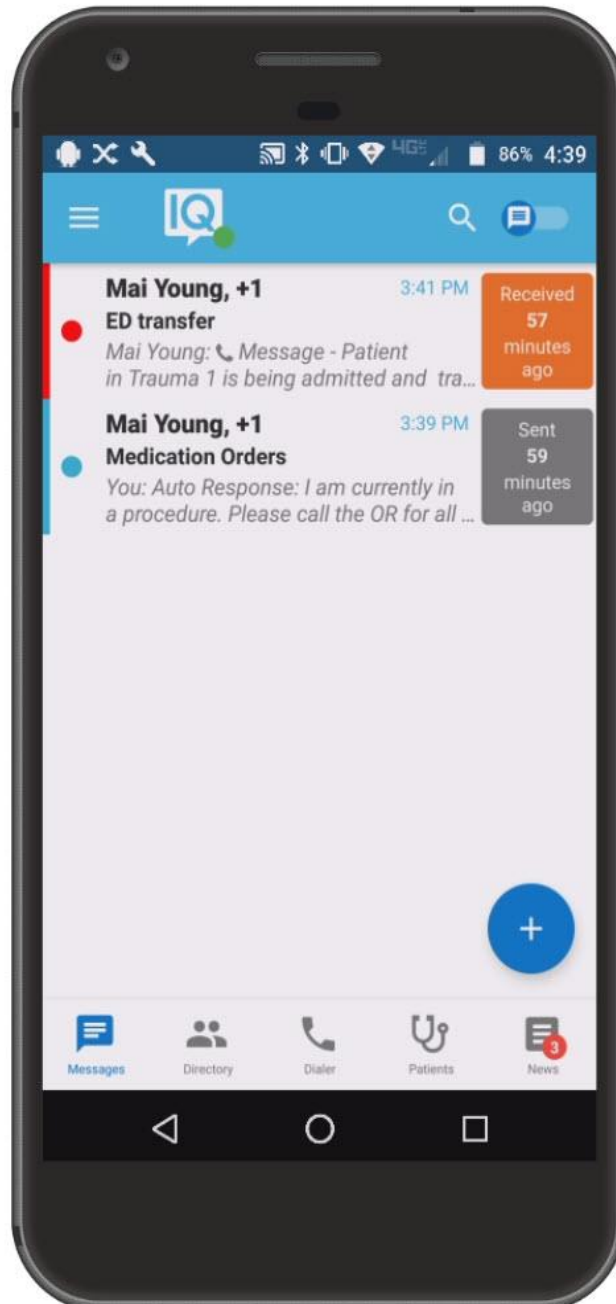 4G 86% 4:39
IQ
Mai Young, +1 3:41 PM
ED transfer
Mai Young: Message - Patient
in Trauma 1 is being admitted and tra...
Received
57
minutes
ago
Mai Young, +1 3:39 PM
Medication Orders
You: Auto Response: I am currently in
a procedure. Please call the OR for all ...
Sent
59
minutes
ago
+
3
Messages Directory Dialer Patients News